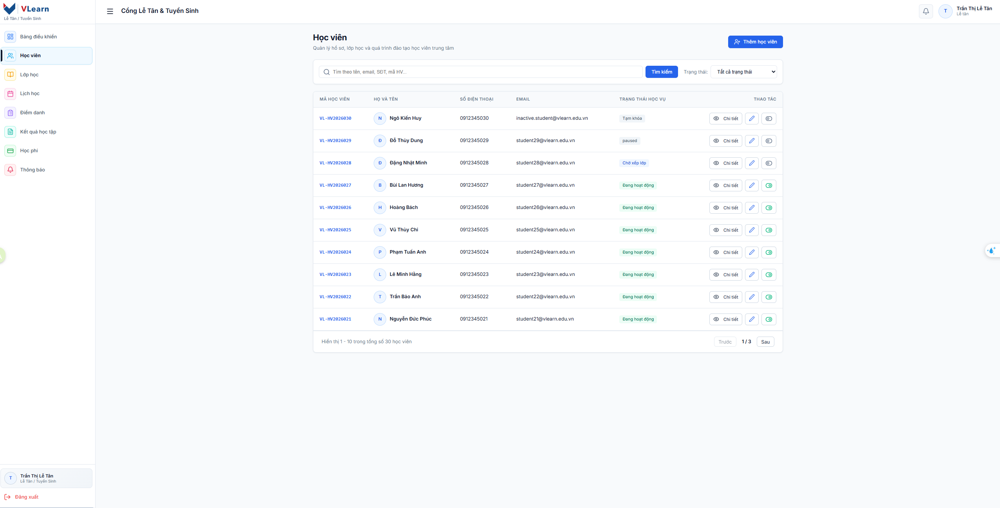 VLearn
Lễ Tân / Tuyển Sinh
Cổng Lễ Tân & Tuyển Sinh
T
Trần Thị Lễ Tân
Lễ tân
Bảng điều khiển
Học viên
Lớp học
Lịch học
Điểm danh
Kết quả học tập
Học phí
Thông báo
Học viên
Quản lý hồ sơ, lớp học và quá trình đào tạo học viên trung tâm
Thêm học viên
Tìm theo tên, email, SĐT, mã HV...
Tìm kiếm
Trạng thái:
Tất cả trạng thái
MÃ HỌC VIÊN HỌ VÀ TÊN SỐ ĐIỆN THOẠI EMAIL TRẠNG THÁI HỌC VỤ THAO TÁC
VL-HV2026030 N Ngô Kiến Huy 0912345030 inactive.student@vlearn.edu.vn Tạm khóa Chi tiết
VL-HV2026029 Đ Đỗ Thùy Dung 0912345029 student29@vlearn.edu.vn paused Chi tiết
VL-HV2026028 Đ Đặng Nhật Minh 0912345028 student28@vlearn.edu.vn Chờ xếp lớp Chi tiết
VL-HV2026027 B Bùi Lan Hương 0912345027 student27@vlearn.edu.vn Đang hoạt động Chi tiết
VL-HV2026026 H Hoàng Bách 0912345026 student26@vlearn.edu.vn Đang hoạt động Chi tiết
VL-HV2026025 V Vũ Thùy Chi 0912345025 student25@vlearn.edu.vn Đang hoạt động Chi tiết
VL-HV2026024 P Phạm Tuấn Anh 0912345024 student24@vlearn.edu.vn Đang hoạt động Chi tiết
VL-HV2026023 L Lê Minh Hằng 0912345023 student23@vlearn.edu.vn Đang hoạt động Chi tiết
VL-HV2026022 T Trần Bảo Anh 0912345022 student22@vlearn.edu.vn Đang hoạt động Chi tiết
VL-HV2026021 N Nguyễn Đức Phúc 0912345021 student21@vlearn.edu.vn Đang hoạt động Chi tiết
Hiển thị 1 - 10 trong tổng số 30 học viên
Trước 1 / 3 Sau
T
Trần Thị Lễ Tân
Lễ Tân / Tuyển Sinh
Đăng xuất